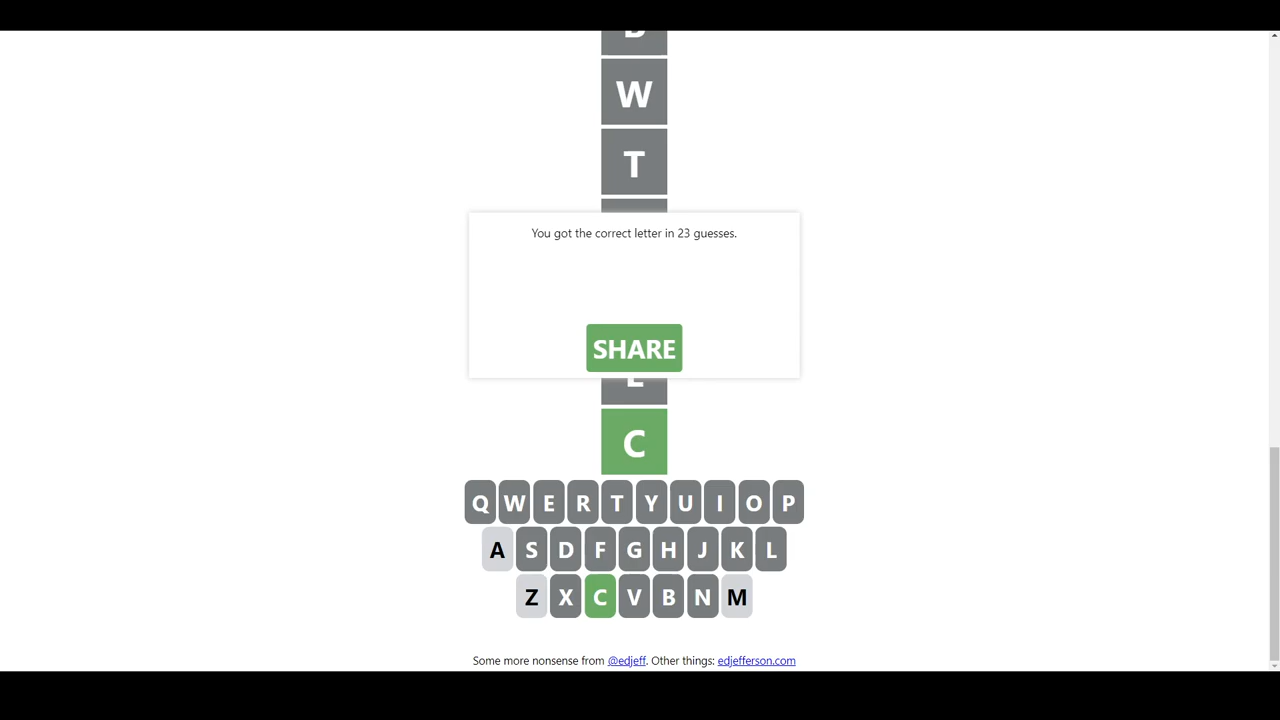 W
T
You got the correct letter in 23 guesses.
SHARE
C
Q W E R T Y U I O P
A S D F G H J K L
Z X C V B N M
Some more nonsense from @edjeff. Other things: edjefferson.com